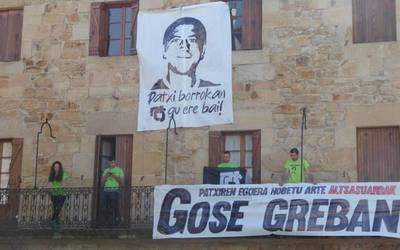 Patxi borrokan
gu ere bai!
PATXIREN EGOERA HOBETU ARTE ALTSASUARRAK
GOSE GREBAN